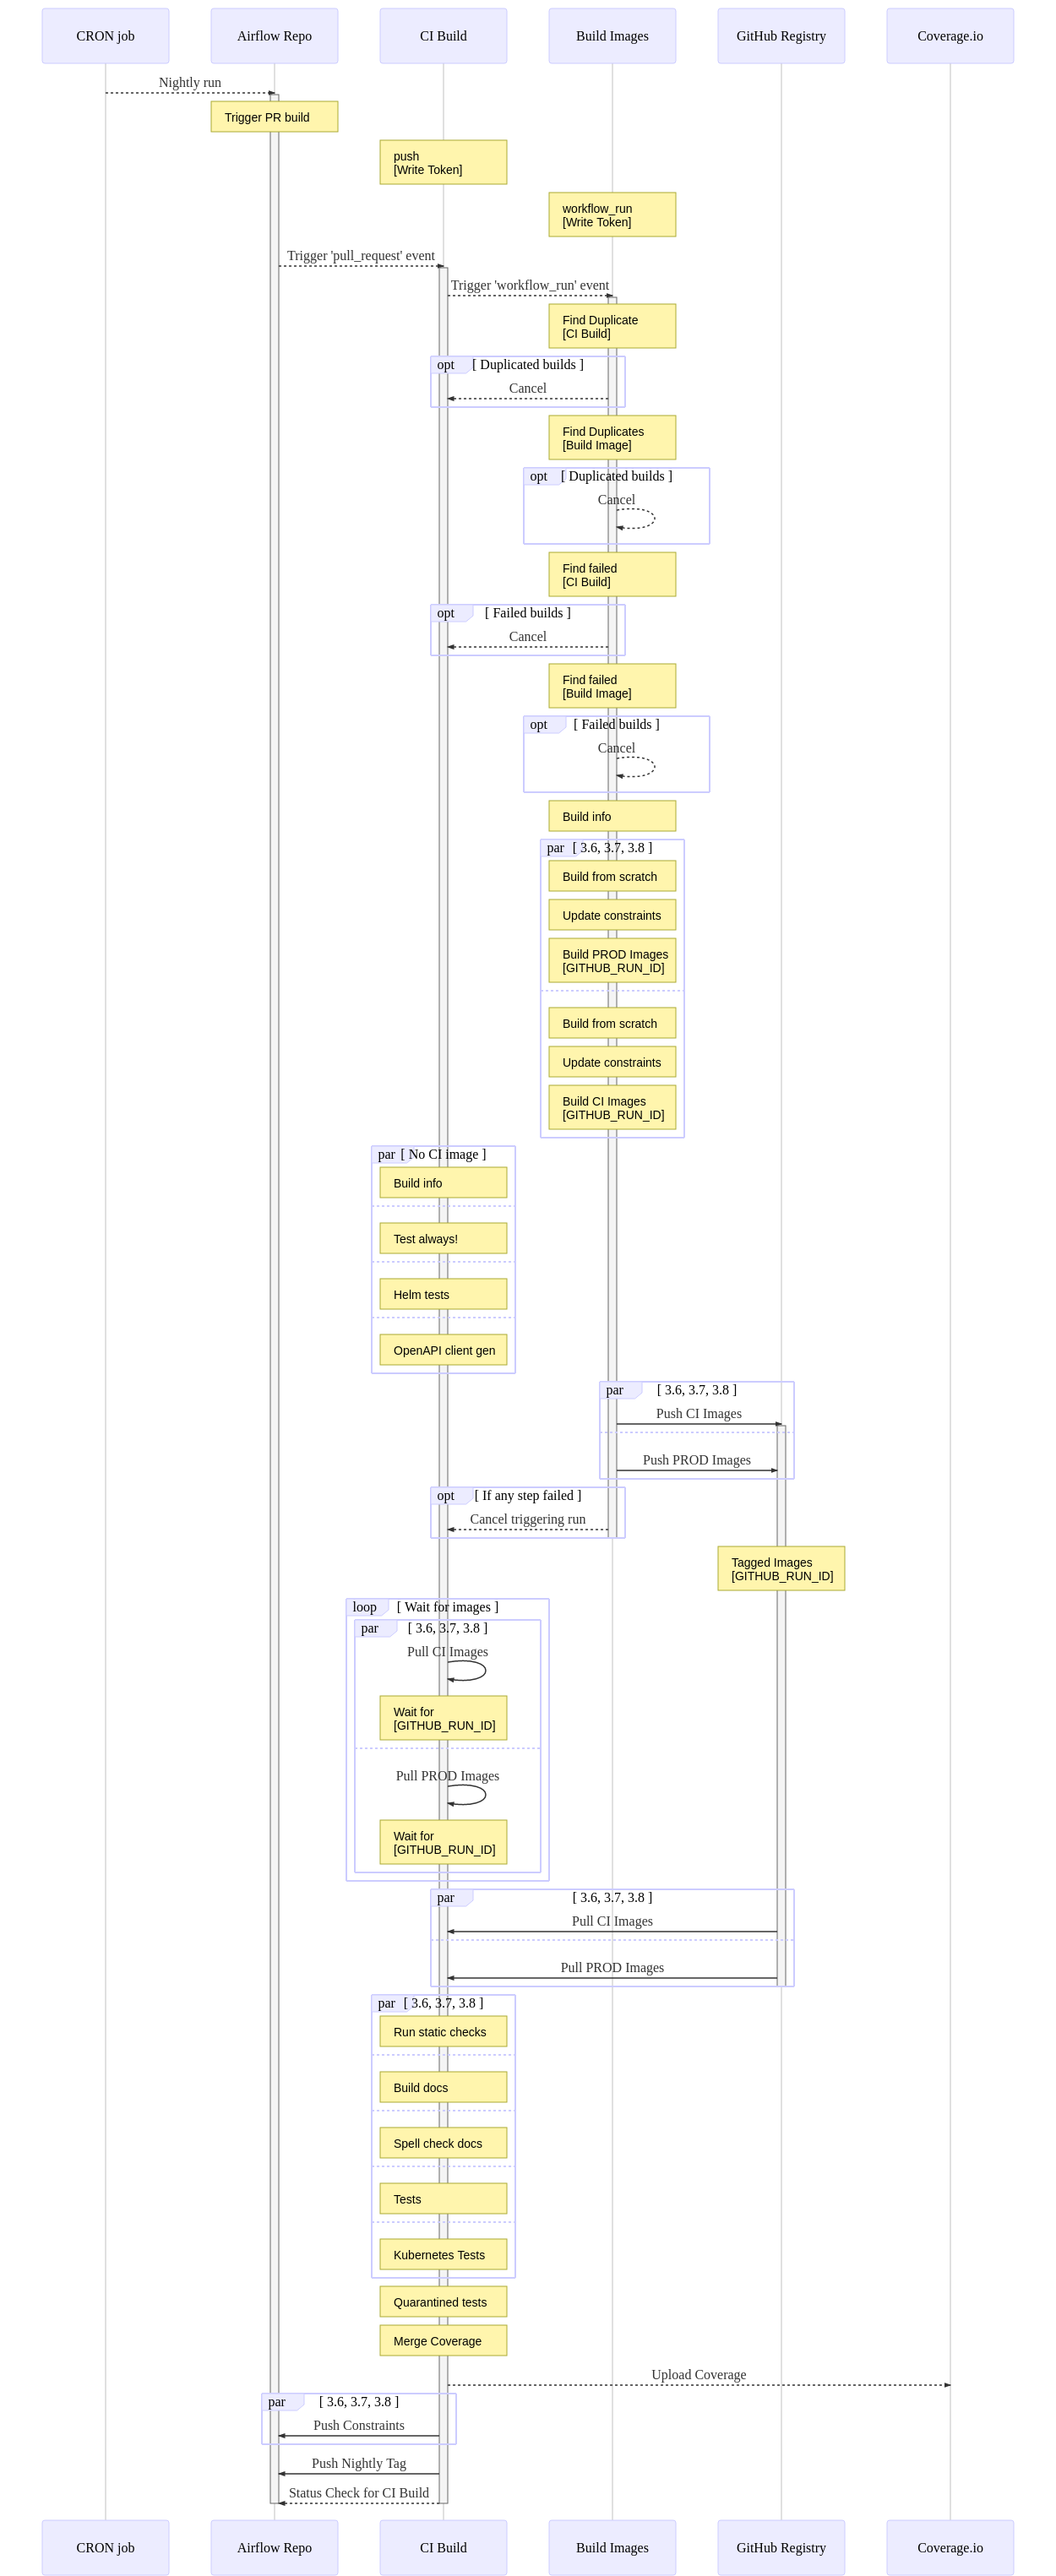 CRON job
Airflow Repo
CI Build
Build Images
GitHub Registry
Coverage.io
Nightly run
Trigger PR build
push
[Write Token]
workflow_run
[Write Token]
Trigger 'pull_request' event
Trigger 'workflow_run' event
Find Duplicate
[CI Build]
opt [ Duplicated builds ]
Cancel
Find Duplicates
[Build Image]
opt [ Duplicated builds ]
Cancel
Find failed
[CI Build]
opt [ Failed builds ]
Cancel
Find failed
[Build Image]
opt [ Failed builds ]
Cancel
Build info
par [ 3.6, 3.7, 3.8 ]
Build from scratch
Update constraints
Build PROD Images
[GITHUB_RUN_ID]
Build from scratch
Update constraints
Build CI Images
[GITHUB_RUN_ID]
par [ No CI image ]
Build info
Test always!
Helm tests
OpenAPI client gen
par [ 3.6, 3.7, 3.8 ]
Push CI Images
Push PROD Images
opt [ If any step failed ]
Cancel triggering run
Tagged Images
[GITHUB_RUN_ID]
loop [ Wait for images ]
par [ 3.6, 3.7, 3.8 ]
Pull CI Images
Wait for
[GITHUB_RUN_ID]
Pull PROD Images
Wait for
[GITHUB_RUN_ID]
par [ 3.6, 3.7, 3.8 ]
Pull CI Images
Pull PROD Images
par [ 3.6, 3.7, 3.8 ]
Run static checks
Build docs
Spell check docs
Tests
Kubernetes Tests
Quarantined tests
Merge Coverage
Upload Coverage
par [ 3.6, 3.7, 3.8 ]
Push Constraints
Push Nightly Tag
Status Check for CI Build
CRON job
Airflow Repo
CI Build
Build Images
GitHub Registry
Coverage.io